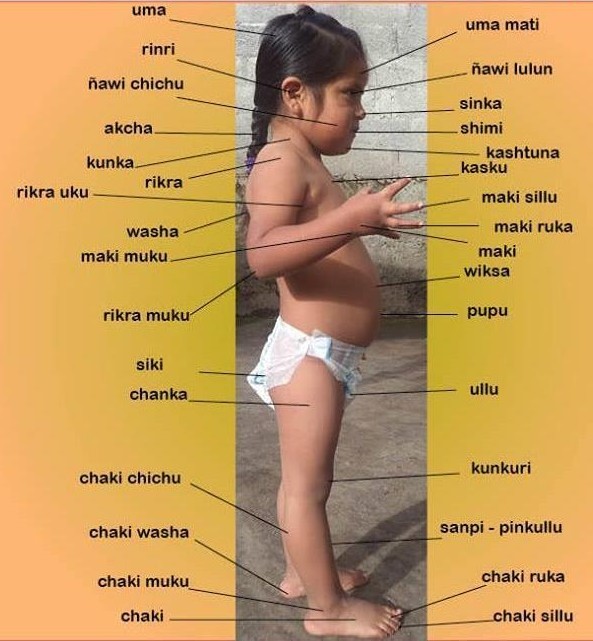 uma
rinri
ñawi chichu
akcha
kunka
rikra
rikra uku
washa
maki muku
rikra muku
siki
chanka
chaki chichu
chaki washa
chaki muku
chaki
uma mati
ñawi lulun
sinka
shimi
kashtuna
kasku
maki sillu
maki ruka
maki
wiksa
pupu
ullu
kunkuri
sanpi - pinkullu
chaki ruka
chaki sillu